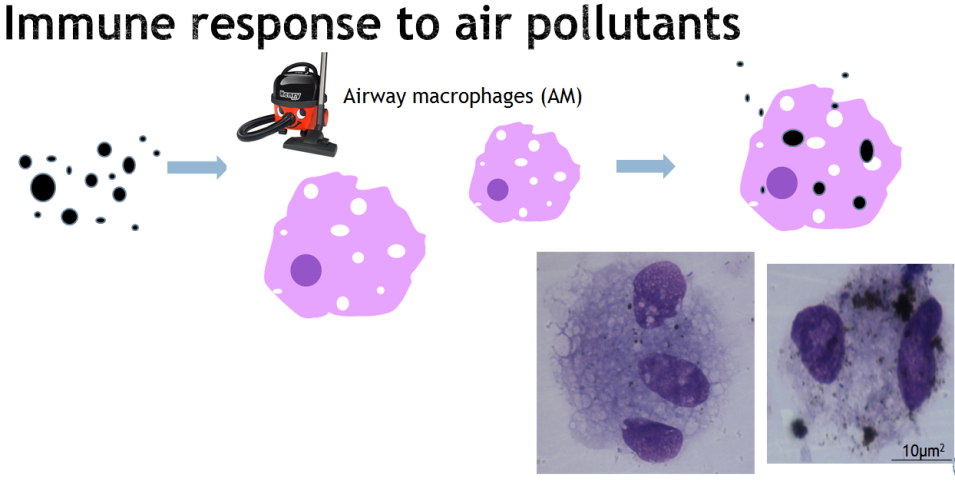 Immune response to air pollutants
Henry
Airway macrophages (AM)
10µm²